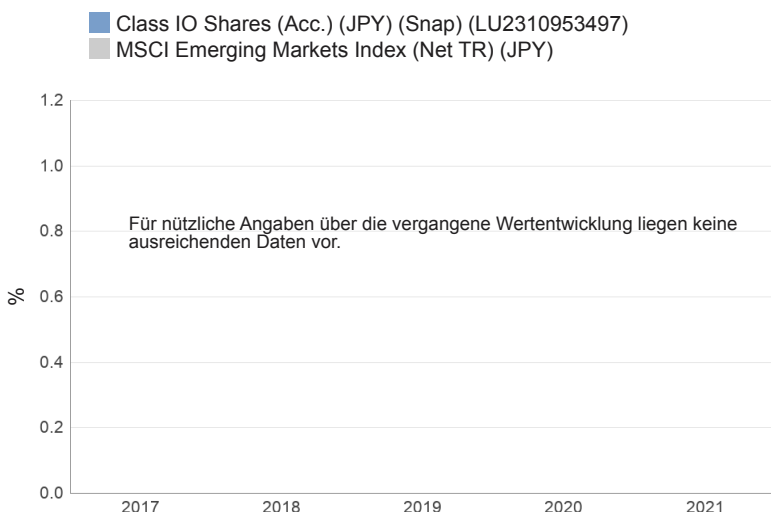 Class IO Shares (Acc.) (JPY) (Snap) (LU2310953497)
MSCI Emerging Markets Index (Net TR) (JPY)
1.2
1.0
Für nützliche Angaben über die vergangene Wertentwicklung liegen keine
0.8
ausreichenden Daten vor.
%
0.6
0.4
0.2
0.0
2017 2018 2019 2020 2021